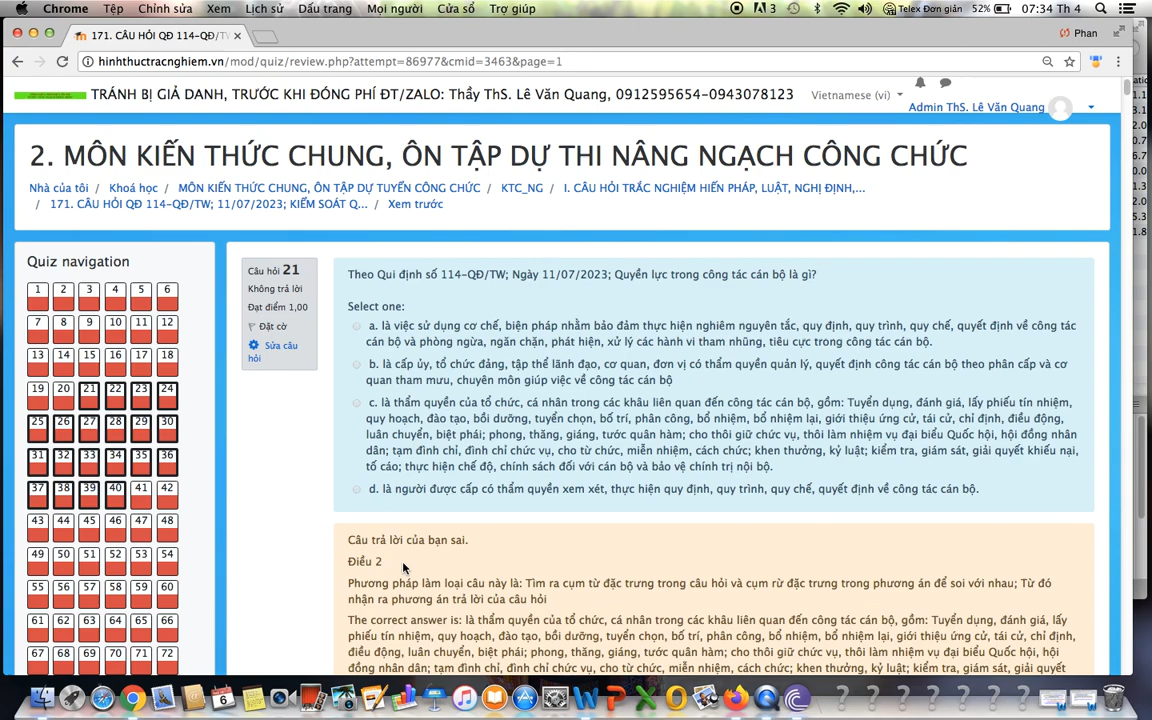 Chrome Tệp Chỉnh sửa Xem Lịch sử Dấu trang Mọi người Cửa sổ Trợ giúp 3 Telex Đơn giản 52% 07:34 Th 4
171. CÂU HỎI QĐ 114-QĐ/TW Phan
hinhthuctracnghiem.vn/mod/quiz/review.php?attempt=86977&cmid=3463&page=1
TRÁNH BỊ GIẢ DANH, TRƯỚC KHI ĐÓNG PHÍ ĐT/ZALO: Thầy ThS. Lê Văn Quang, 0912595654-0943078123 Vietnamese (vi)
Admin ThS. Lê Văn Quang
2. MÔN KIẾN THỨC CHUNG, ÔN TẬP DỰ THI NÂNG NGẠCH CÔNG CHỨC
Nhà của tôi / Khoá học / MÔN KIẾN THỨC CHUNG, ÔN TẬP DỰ TUYỂN CÔNG CHỨC / KTC_NG / I. CÂU HỎI TRẮC NGHIỆM HIẾN PHÁP, LUẬT, NGHỊ ĐỊNH,...
/ 171. CÂU HỎI QĐ 114-QĐ/TW; 11/07/2023; KIỂM SOÁT Q... / Xem trước
Quiz navigation
1 2 3 4 5 6
7 8 9 10 11 12
13 14 15 16 17 18
19 20 21 22 23 24
25 26 27 28 29 30
31 32 33 34 35 36
37 38 39 40 41 42
43 44 45 46 47 48
49 50 51 52 53 54
55 56 57 58 59 60
61 62 63 64 65 66
67 68 69 70 71 72
Câu hỏi 21
Không trả lời
Đạt điểm 1,00
Đặt cờ
Sửa câu
hỏi
Theo Qui định số 114-QĐ/TW; Ngày 11/07/2023; Quyền lực trong công tác cán bộ là gì?
Select one:
a. là việc sử dụng cơ chế, biện pháp nhằm bảo đảm thực hiện nghiêm nguyên tắc, quy định, quy trình, quy chế, quyết định về công tác
cán bộ và phòng ngừa, ngăn chặn, phát hiện, xử lý các hành vi tham nhũng, tiêu cực trong công tác cán bộ.
b. là cấp ủy, tổ chức đảng, tập thể lãnh đạo, cơ quan, đơn vị có thẩm quyền quản lý, quyết định công tác cán bộ theo phân cấp và cơ
quan tham mưu, chuyên môn giúp việc về công tác cán bộ
c. là thẩm quyền của tổ chức, cá nhân trong các khâu liên quan đến công tác cán bộ, gồm: Tuyển dụng, đánh giá, lấy phiếu tín nhiệm,
quy hoạch, đào tạo, bồi dưỡng, tuyển chọn, bố trí, phân công, bổ nhiệm, bổ nhiệm lại, giới thiệu ứng cử, tái cử, chỉ định, điều động,
luân chuyển, biệt phái; phong, thăng, giáng, tước quân hàm; cho thôi giữ chức vụ, thôi làm nhiệm vụ đại biểu Quốc hội, hội đồng nhân
dân; tạm đình chỉ, đình chỉ chức vụ, cho từ chức, miễn nhiệm, cách chức; khen thưởng, kỷ luật; kiểm tra, giám sát, giải quyết khiếu nại,
tố cáo; thực hiện chế độ, chính sách đối với cán bộ và bảo vệ chính trị nội bộ.
d. là người được cấp có thẩm quyền xem xét, thực hiện quy định, quy trình, quy chế, quyết định về công tác cán bộ.
Câu trả lời của bạn sai.
Điều 2
Phương pháp làm loại câu này là: Tìm ra cụm từ đặc trưng trong câu hỏi và cụm rừ đặc trưng trong phương án để soi với nhau; Từ đó
nhận ra phương án trả lời của câu hỏi
The correct answer is: là thẩm quyền của tổ chức, cá nhân trong các khâu liên quan đến công tác cán bộ, gồm: Tuyển dụng, đánh giá, lấy
phiếu tín nhiệm, quy hoạch, đào tạo, bồi dưỡng, tuyển chọn, bố trí, phân công, bổ nhiệm, bổ nhiệm lại, giới thiệu ứng cử, tái cử, chỉ định,
điều động, luân chuyển, biệt phái; phong, thăng, giáng, tước quân hàm; cho thôi giữ chức vụ, thôi làm nhiệm vụ đại biểu Quốc hội, hội
đồng nhân dân; tạm đình chỉ, đình chỉ chức vụ, cho từ chức, miễn nhiệm, cách chức; khen thưởng, kỷ luật; kiểm tra, giám sát, giải quyết